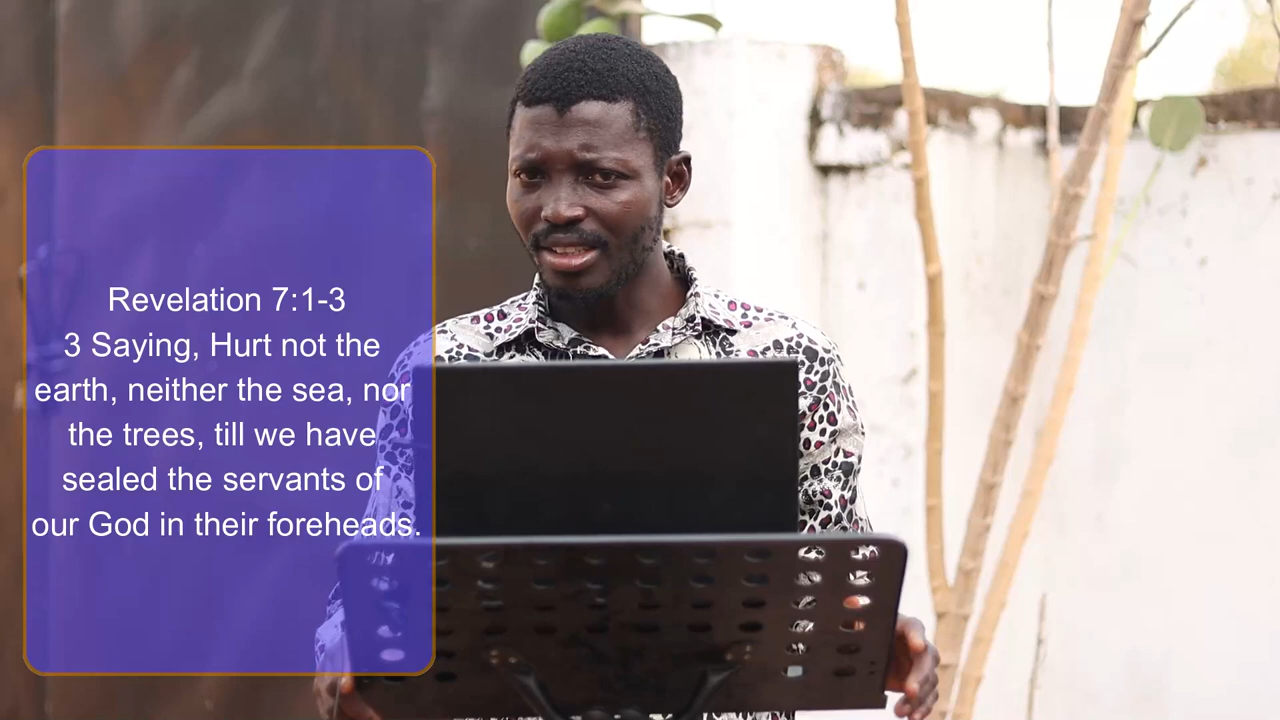 Revelation 7:1-3
3 Saying, Hurt not the
earth, neither the sea, nor
the trees, till we have
sealed the servants of
our God in their foreheads.